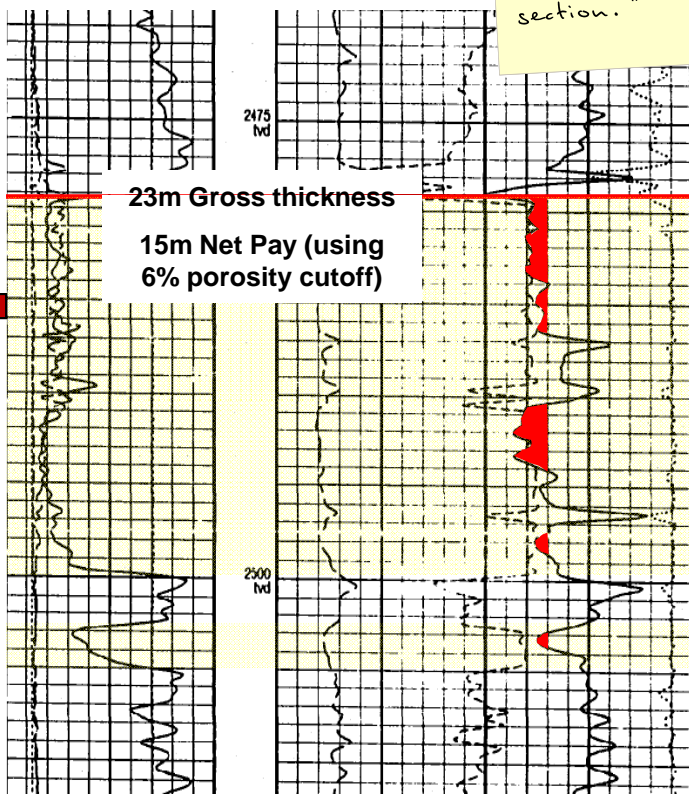 section."
2475
tvd
23m Gross thickness
15m Net Pay (using
6% porosity cutoff)
2500
tvd